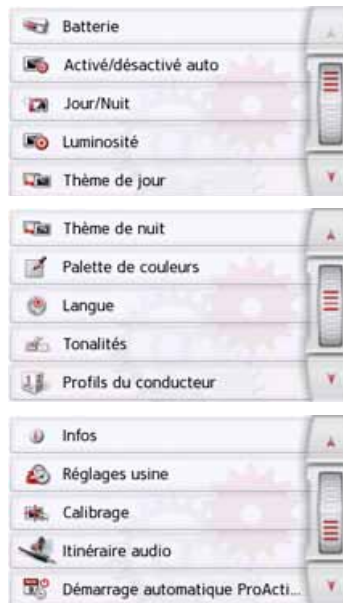 Batterie
Activé/désactivé auto
Jour/Nuit
Luminosité
Thème de jour
Thème de nuit
Palette de couleurs
Langue
Tonalités
Profils du conducteur
Infos
Réglages usine
Calibrage
Itinéraire audio
Démarrage automatique ProActi...